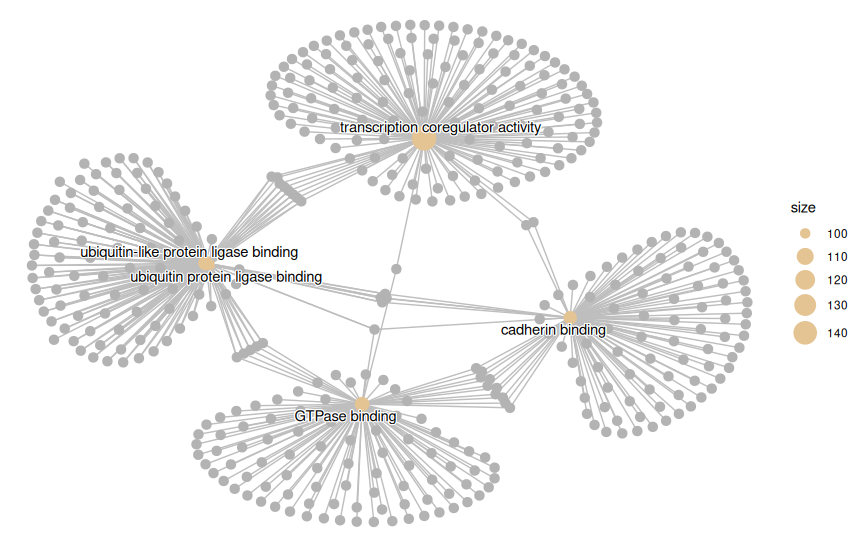 transcription coregulator activity
ubiquitin-like protein ligase binding
ubiquitin protein ligase binding
cadherin binding
GTPase binding
size
100
110
120
130
140